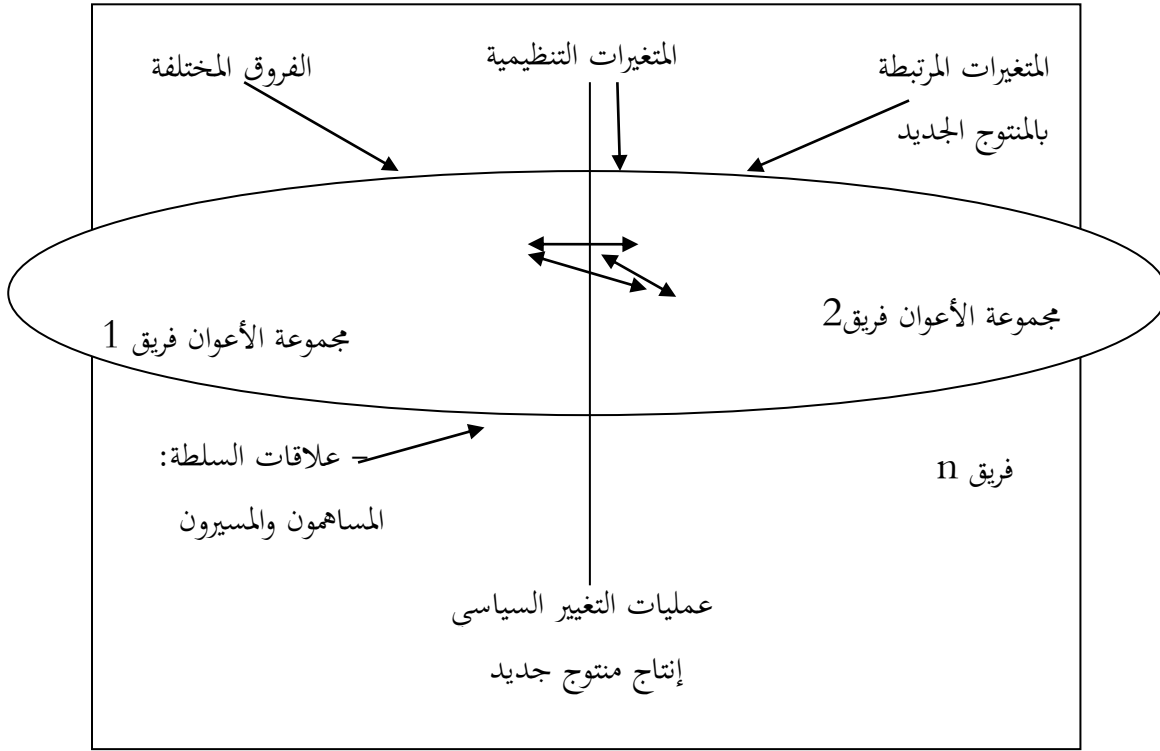 المتغيرات المرتبطة
بالمنتوج الجديد
المتغيرات التنظيمية
الفروق المختلفة
مجموعة الأعوان فريق2
مجموعة الأعوان فريق 1
فريق n
– علاقات السلطة:
المساهمون والمسيرون
عمليات التغيير السياسي
إنتاج منتوج جديد